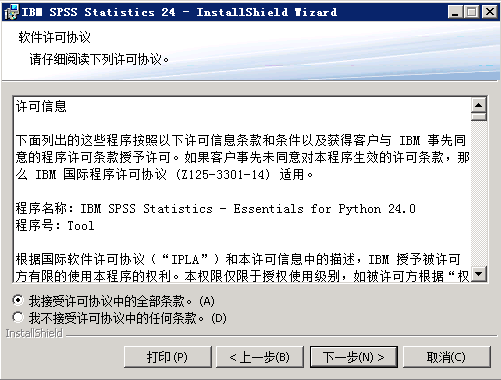 IBM SPSS Statistics 24 - InstallShield Wizard
软件许可协议
请仔细阅读下列许可协议。
许可信息
下面列出的这些程序按照以下许可信息条款和条件以及获得客户与 IBM 事先同
意的程序许可条款授予许可。如果客户事先未同意对本程序生效的许可条款，那
么 IBM 国际程序许可协议 (Z125-3301-14) 适用。
程序名称：IBM SPSS Statistics - Essentials for Python 24.0
程序号：Tool
根据国际软件许可协议（“IPLA”）和本许可信息中的描述，IBM 授予被许可
方有限的使用本程序的权利。本权限仅限于授权使用级别，如被许可方根据“权
我接受许可协议中的全部条款。(A)
我不接受许可协议中的任何条款。(D)
InstallShield
打印(P)
< 上一步(B)
下一步(N) >
取消(C)